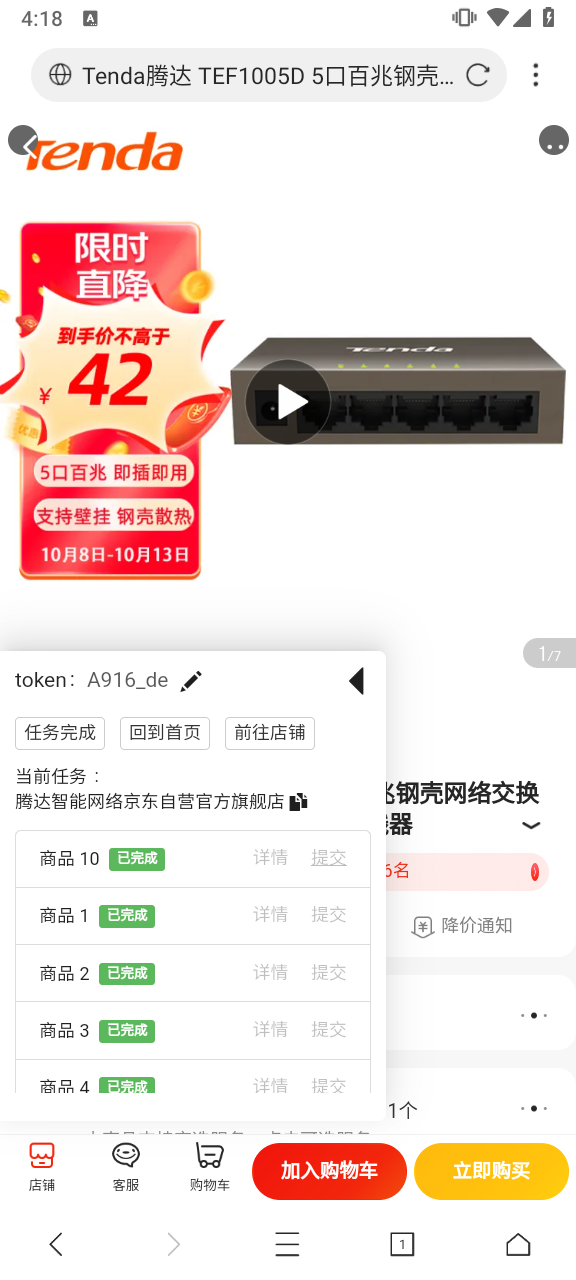 4:18
A
Tenda腾达 TEF1005D 5口百兆钢壳...
Tenda
限时
直降
到手价不高于
¥ 42
优惠
Tenda
5口百兆 即插即用
支持壁挂 钢壳散热
10月8日-10月13日
1/7
token: A916_de
任务完成 回到首页 前往店铺
当前任务：
腾达智能网络京东自营官方旗舰店
兆钢壳网络交换
线器
6名
降价通知
商品 10 已完成 详情 提交
商品 1 已完成 详情 提交
商品 2 已完成 详情 提交
商品 3 已完成 详情 提交
商品 4 已完成 详情 提交
1个
店铺 客服 购物车 加入购物车 立即购买
1